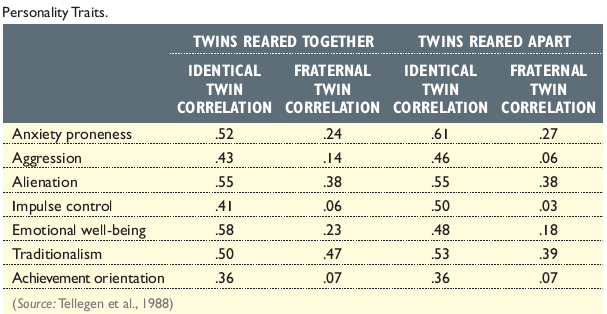 Personality Traits.
TWINS REARED TOGETHER TWINS REARED APART
IDENTICAL TWIN CORRELATION FRATERNAL TWIN CORRELATION IDENTICAL TWIN CORRELATION FRATERNAL TWIN CORRELATION
Anxiety proneness .52 .24 .61 .27
Aggression .43 .14 .46 .06
Alienation .55 .38 .55 .38
Impulse control .41 .06 .50 .03
Emotional well-being .58 .23 .48 .18
Traditionalism .50 .47 .53 .39
Achievement orientation .36 .07 .36 .07
(Source: Tellegen et al., 1988)